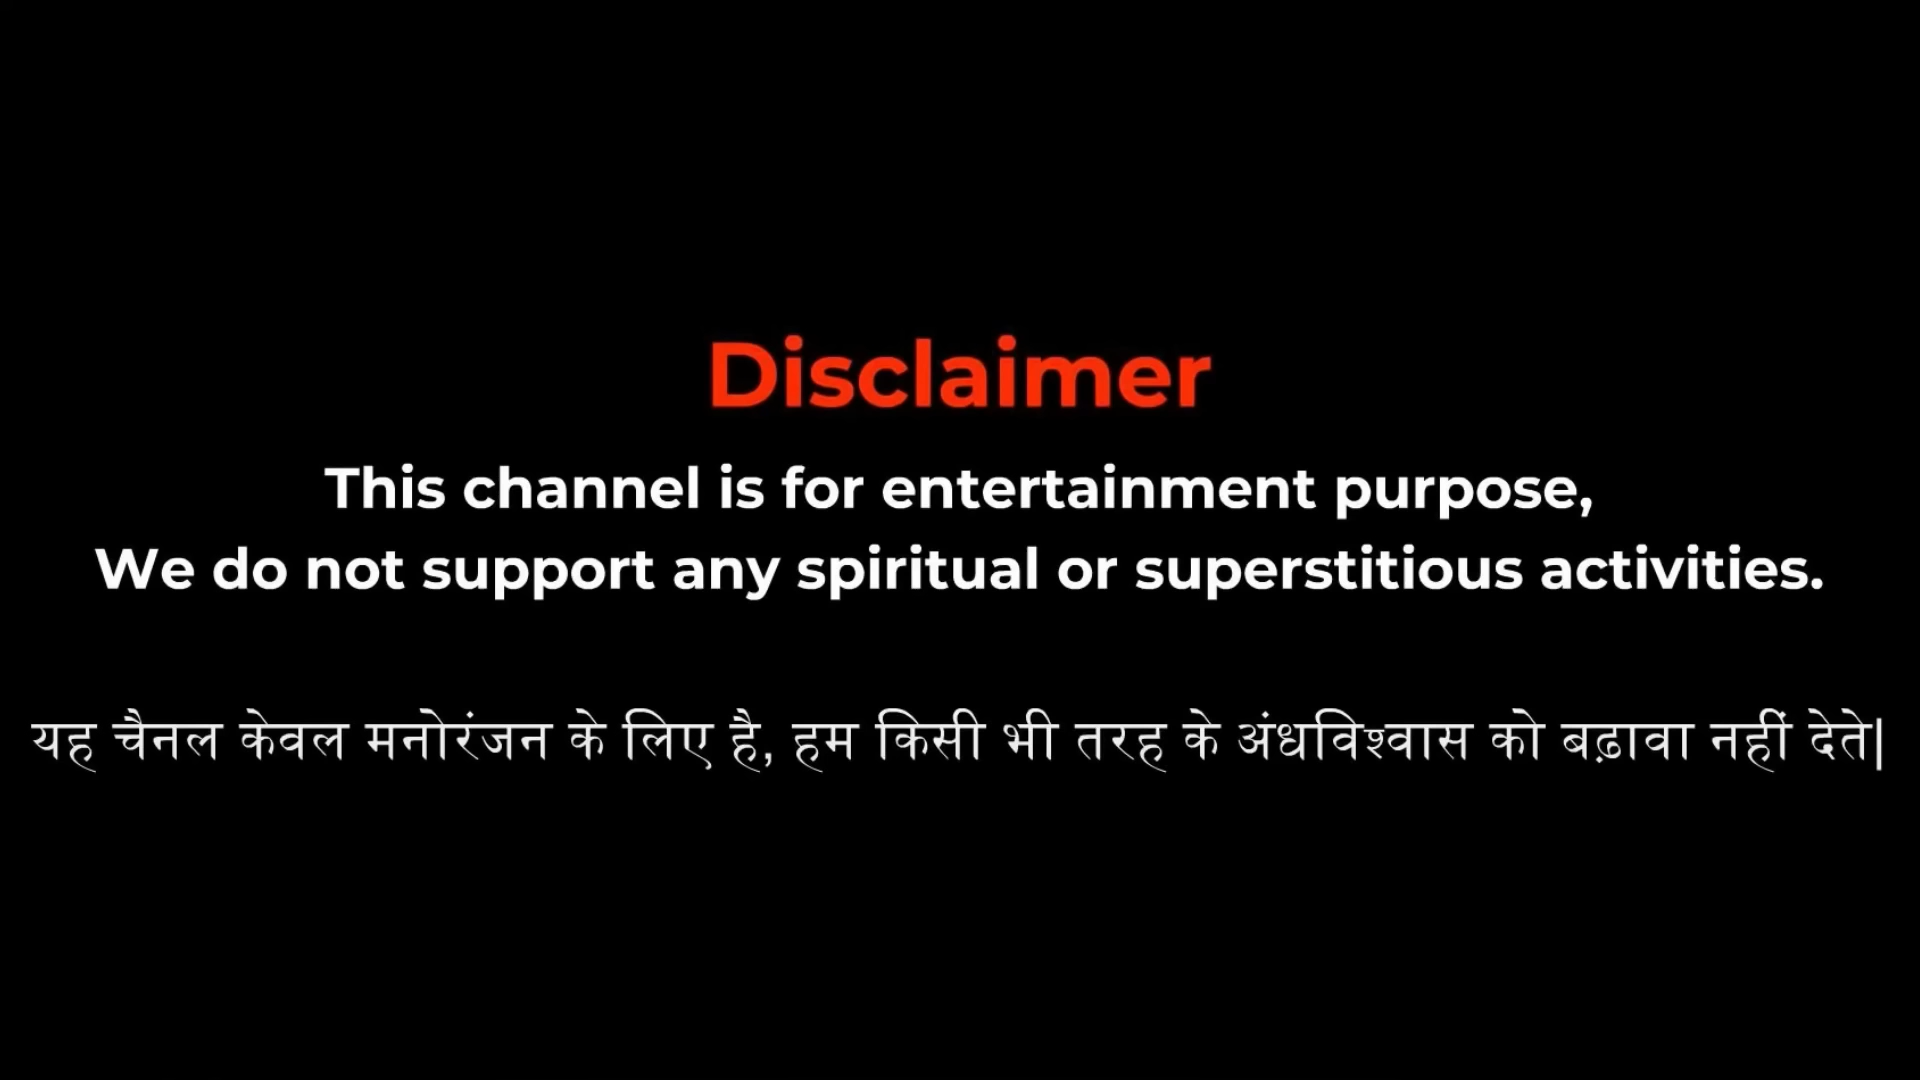 Disclaimer
This channel is for entertainment purpose,
We do not support any spiritual or superstitious activities.
यह चैनल केवल मनोरंजन के लिए है, हम किसी भी तरह के अंधविश्वास को बढ़ावा नहीं देते|